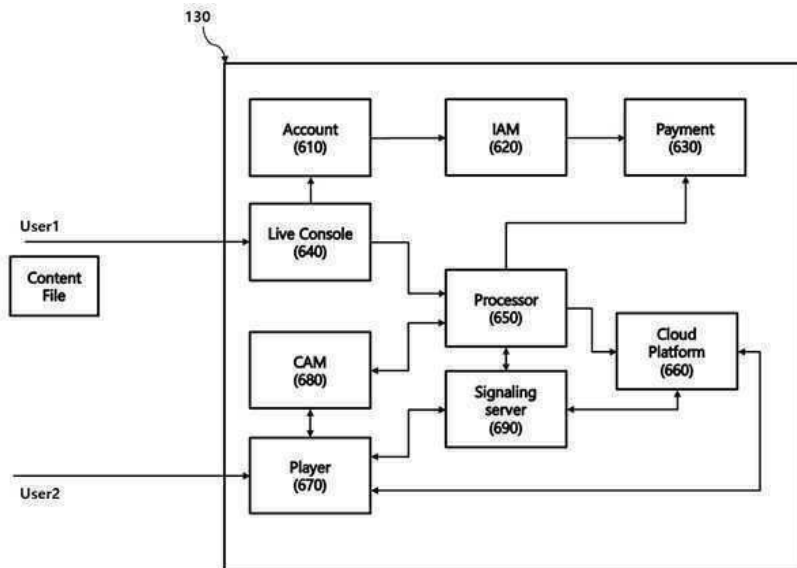 130
Account
(610)
IAM
(620)
Payment
(630)
User1
Live Console
(640)
Content
File
Processor
(650)
Cloud
Platform
(660)
CAM
(680)
Signaling
server
(690)
Player
(670)
User2